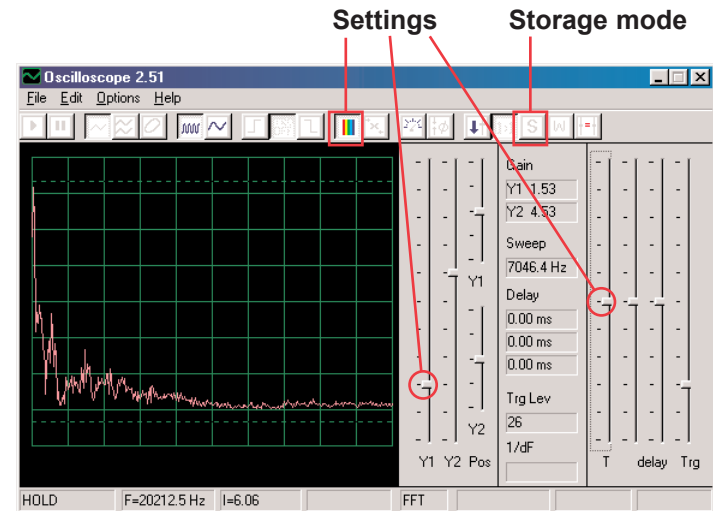 Settings Storage mode
Oscilloscope 2.51
File Edit Options Help
Gain
Y1 1.53
Y2 4.53
Sweep
7046.4 Hz
Y1
Delay
0.00 ms
0.00 ms
0.00 ms
Trg Lev
26
Y2
1/dF
Y1 Y2 Pos T delay Trg
HOLD F=20212.5 Hz I=6.06 FFT